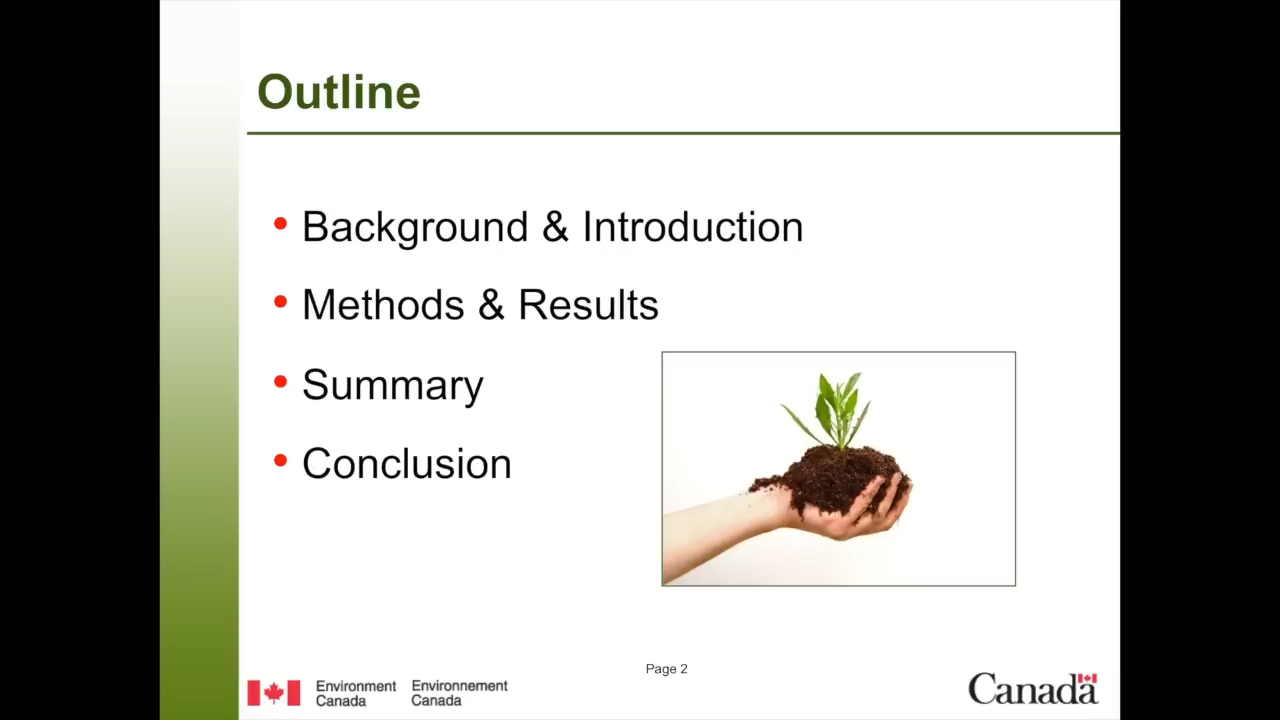 Outline
• Background & Introduction
• Methods & Results
• Summary
• Conclusion
Page 2
Environment Canada
Environnement Canada
Canada